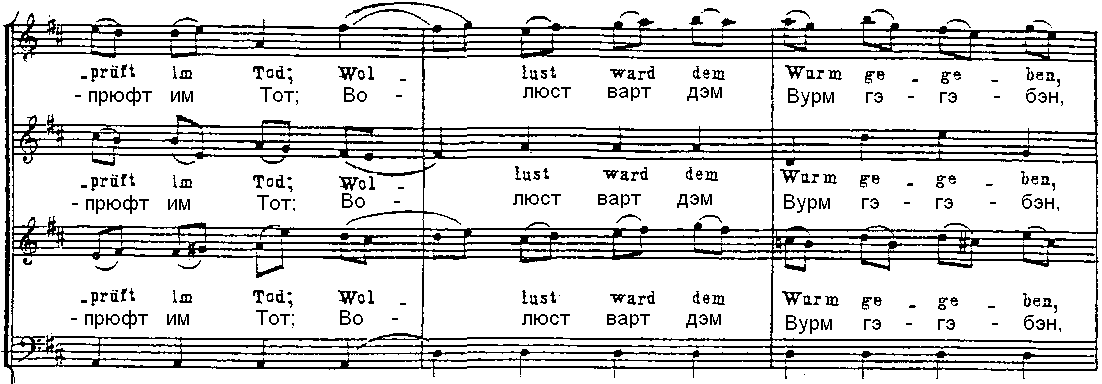 -prüft im Tod; Wol - lust ward dem Wurm ge - ge - ben,
- прюфт им Тот; Во - люст варт дэм Вурм гэ - гэ - бэн,
-prüft im Tod; Wol - lust ward dem Wurm ge - ge - ben,
- прюфт им Тот; Во - люст варт дэм Вурм гэ - гэ - бэн,
-prüft im Tod; Wol - lust ward dem Wurm ge - ge - ben,
- прюфт им Тот; Во - люст варт дэм Вурм гэ - гэ - бэн,